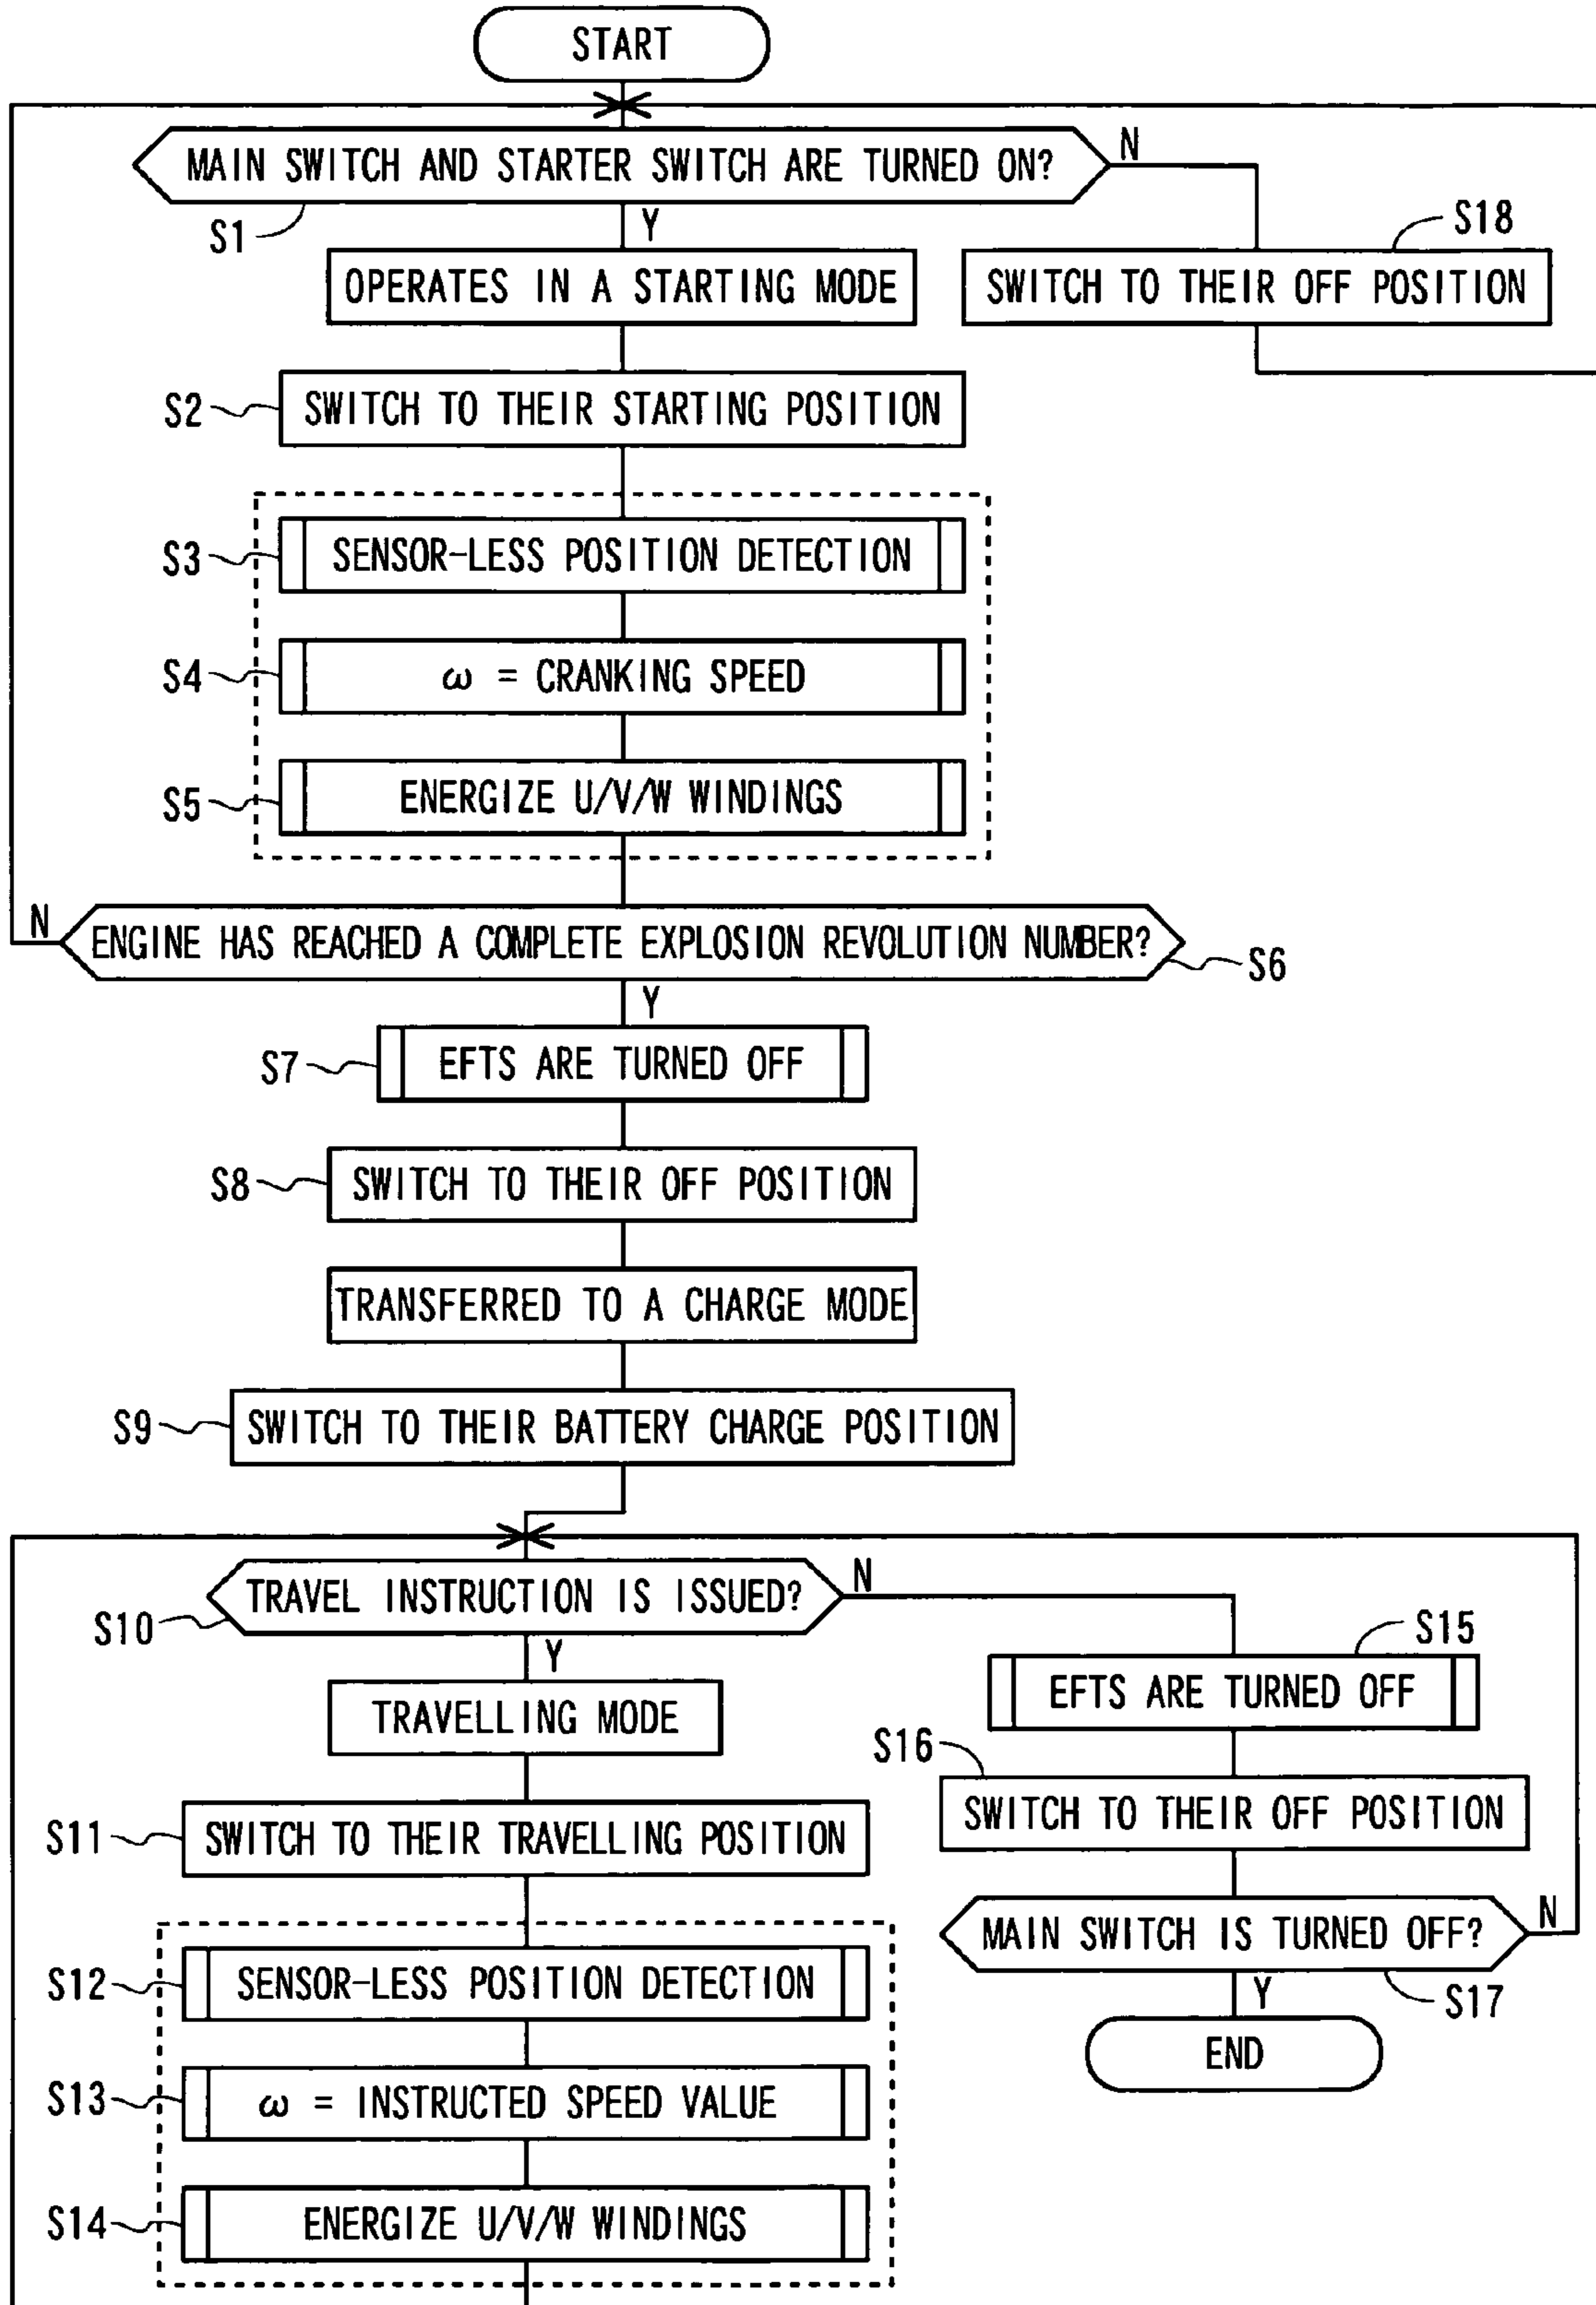 START
MAIN SWITCH AND STARTER SWITCH ARE TURNED ON?
N
S1
Y
S18
OPERATES IN A STARTING MODE
SWITCH TO THEIR OFF POSITION
S2
SWITCH TO THEIR STARTING POSITION
S3
SENSOR-LESS POSITION DETECTION
S4
ω = CRANKING SPEED
S5
ENERGIZE U/V/W WINDINGS
N
ENGINE HAS REACHED A COMPLETE EXPLOSION REVOLUTION NUMBER?
S6
Y
S7
EFTS ARE TURNED OFF
S8
SWITCH TO THEIR OFF POSITION
TRANSFERRED TO A CHARGE MODE
S9
SWITCH TO THEIR BATTERY CHARGE POSITION
TRAVEL INSTRUCTION IS ISSUED?
N
S10
Y
S15
TRAVELLING MODE
EFTS ARE TURNED OFF
S16
S11
SWITCH TO THEIR TRAVELLING POSITION
SWITCH TO THEIR OFF POSITION
MAIN SWITCH IS TURNED OFF?
N
S12
SENSOR-LESS POSITION DETECTION
Y
S17
END
S13
ω = INSTRUCTED SPEED VALUE
S14
ENERGIZE U/V/W WINDINGS